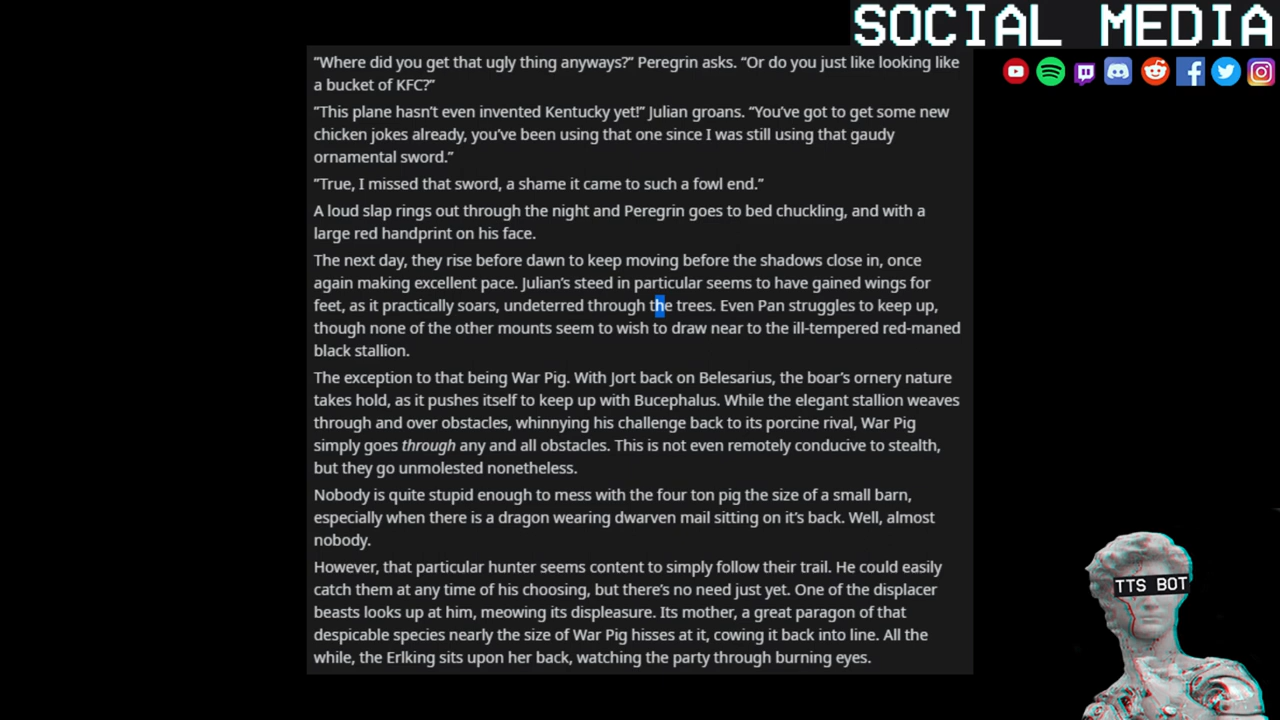 SOCIAL MEDIA
"Where did you get that ugly thing anyways?" Peregrin asks. "Or do you just like looking like
a bucket of KFC?"
"This plane hasn't even invented Kentucky yet!" Julian groans. "You've got to get some new
chicken jokes already, you've been using that one since I was still using that gaudy
ornamental sword."
"True, I missed that sword, a shame it came to such a fowl end."
A loud slap rings out through the night and Peregrin goes to bed chuckling, and with a
large red handprint on his face.
The next day, they rise before dawn to keep moving before the shadows close in, once
again making excellent pace. Julian's steed in particular seems to have gained wings for
feet, as it practically soars, undeterred through the trees. Even Pan struggles to keep up,
though none of the other mounts seem to wish to draw near to the ill-tempered red-maned
black stallion.
The exception to that being War Pig. With Jort back on Belesarius, the boar's ornery nature
takes hold, as it pushes itself to keep up with Bucephalus. While the elegant stallion weaves
through and over obstacles, whinnying his challenge back to its porcine rival, War Pig
simply goes through any and all obstacles. This is not even remotely conducive to stealth,
but they go unmolested nonetheless.
Nobody is quite stupid enough to mess with the four ton pig the size of a small barn,
especially when there is a dragon wearing dwarven mail sitting on it's back. Well, almost
nobody.
However, that particular hunter seems content to simply follow their trail. He could easily
catch them at any time of his choosing, but there's no need just yet. One of the displacer
beasts looks up at him, meowing its displeasure. Its mother, a great paragon of that
despicable species nearly the size of War Pig hisses at it, cowing it back into line. All the
while, the Erlking sits upon her back, watching the party through burning eyes.
TTS BOT